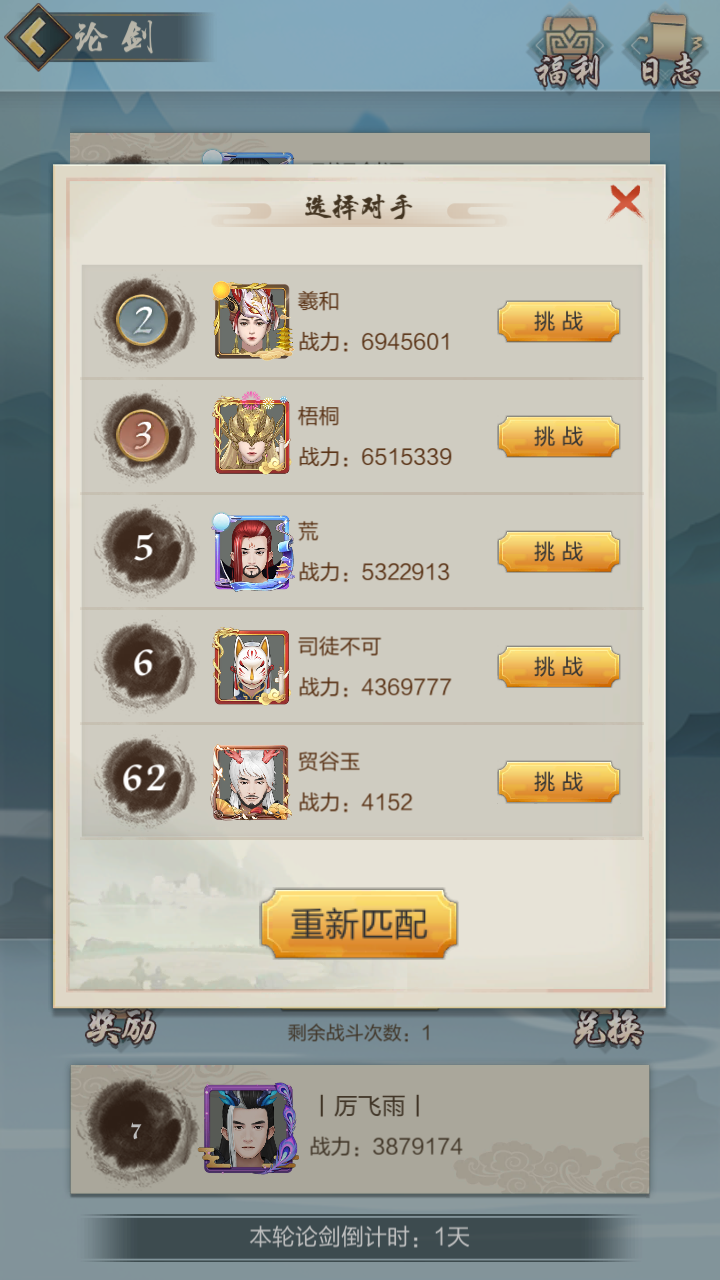 论剑
福利
日志
选择对手
2
羲和
战力：6945601
挑战
3
梧桐
战力：6515339
挑战
5
荒
战力：5322913
挑战
6
司徒不可
战力：4369777
挑战
62
贸谷玉
战力：4152
挑战
重新匹配
奖励
剩余战斗次数：1
兑换
7
丨厉飞雨丨
战力：3879174
本轮论剑倒计时：1天